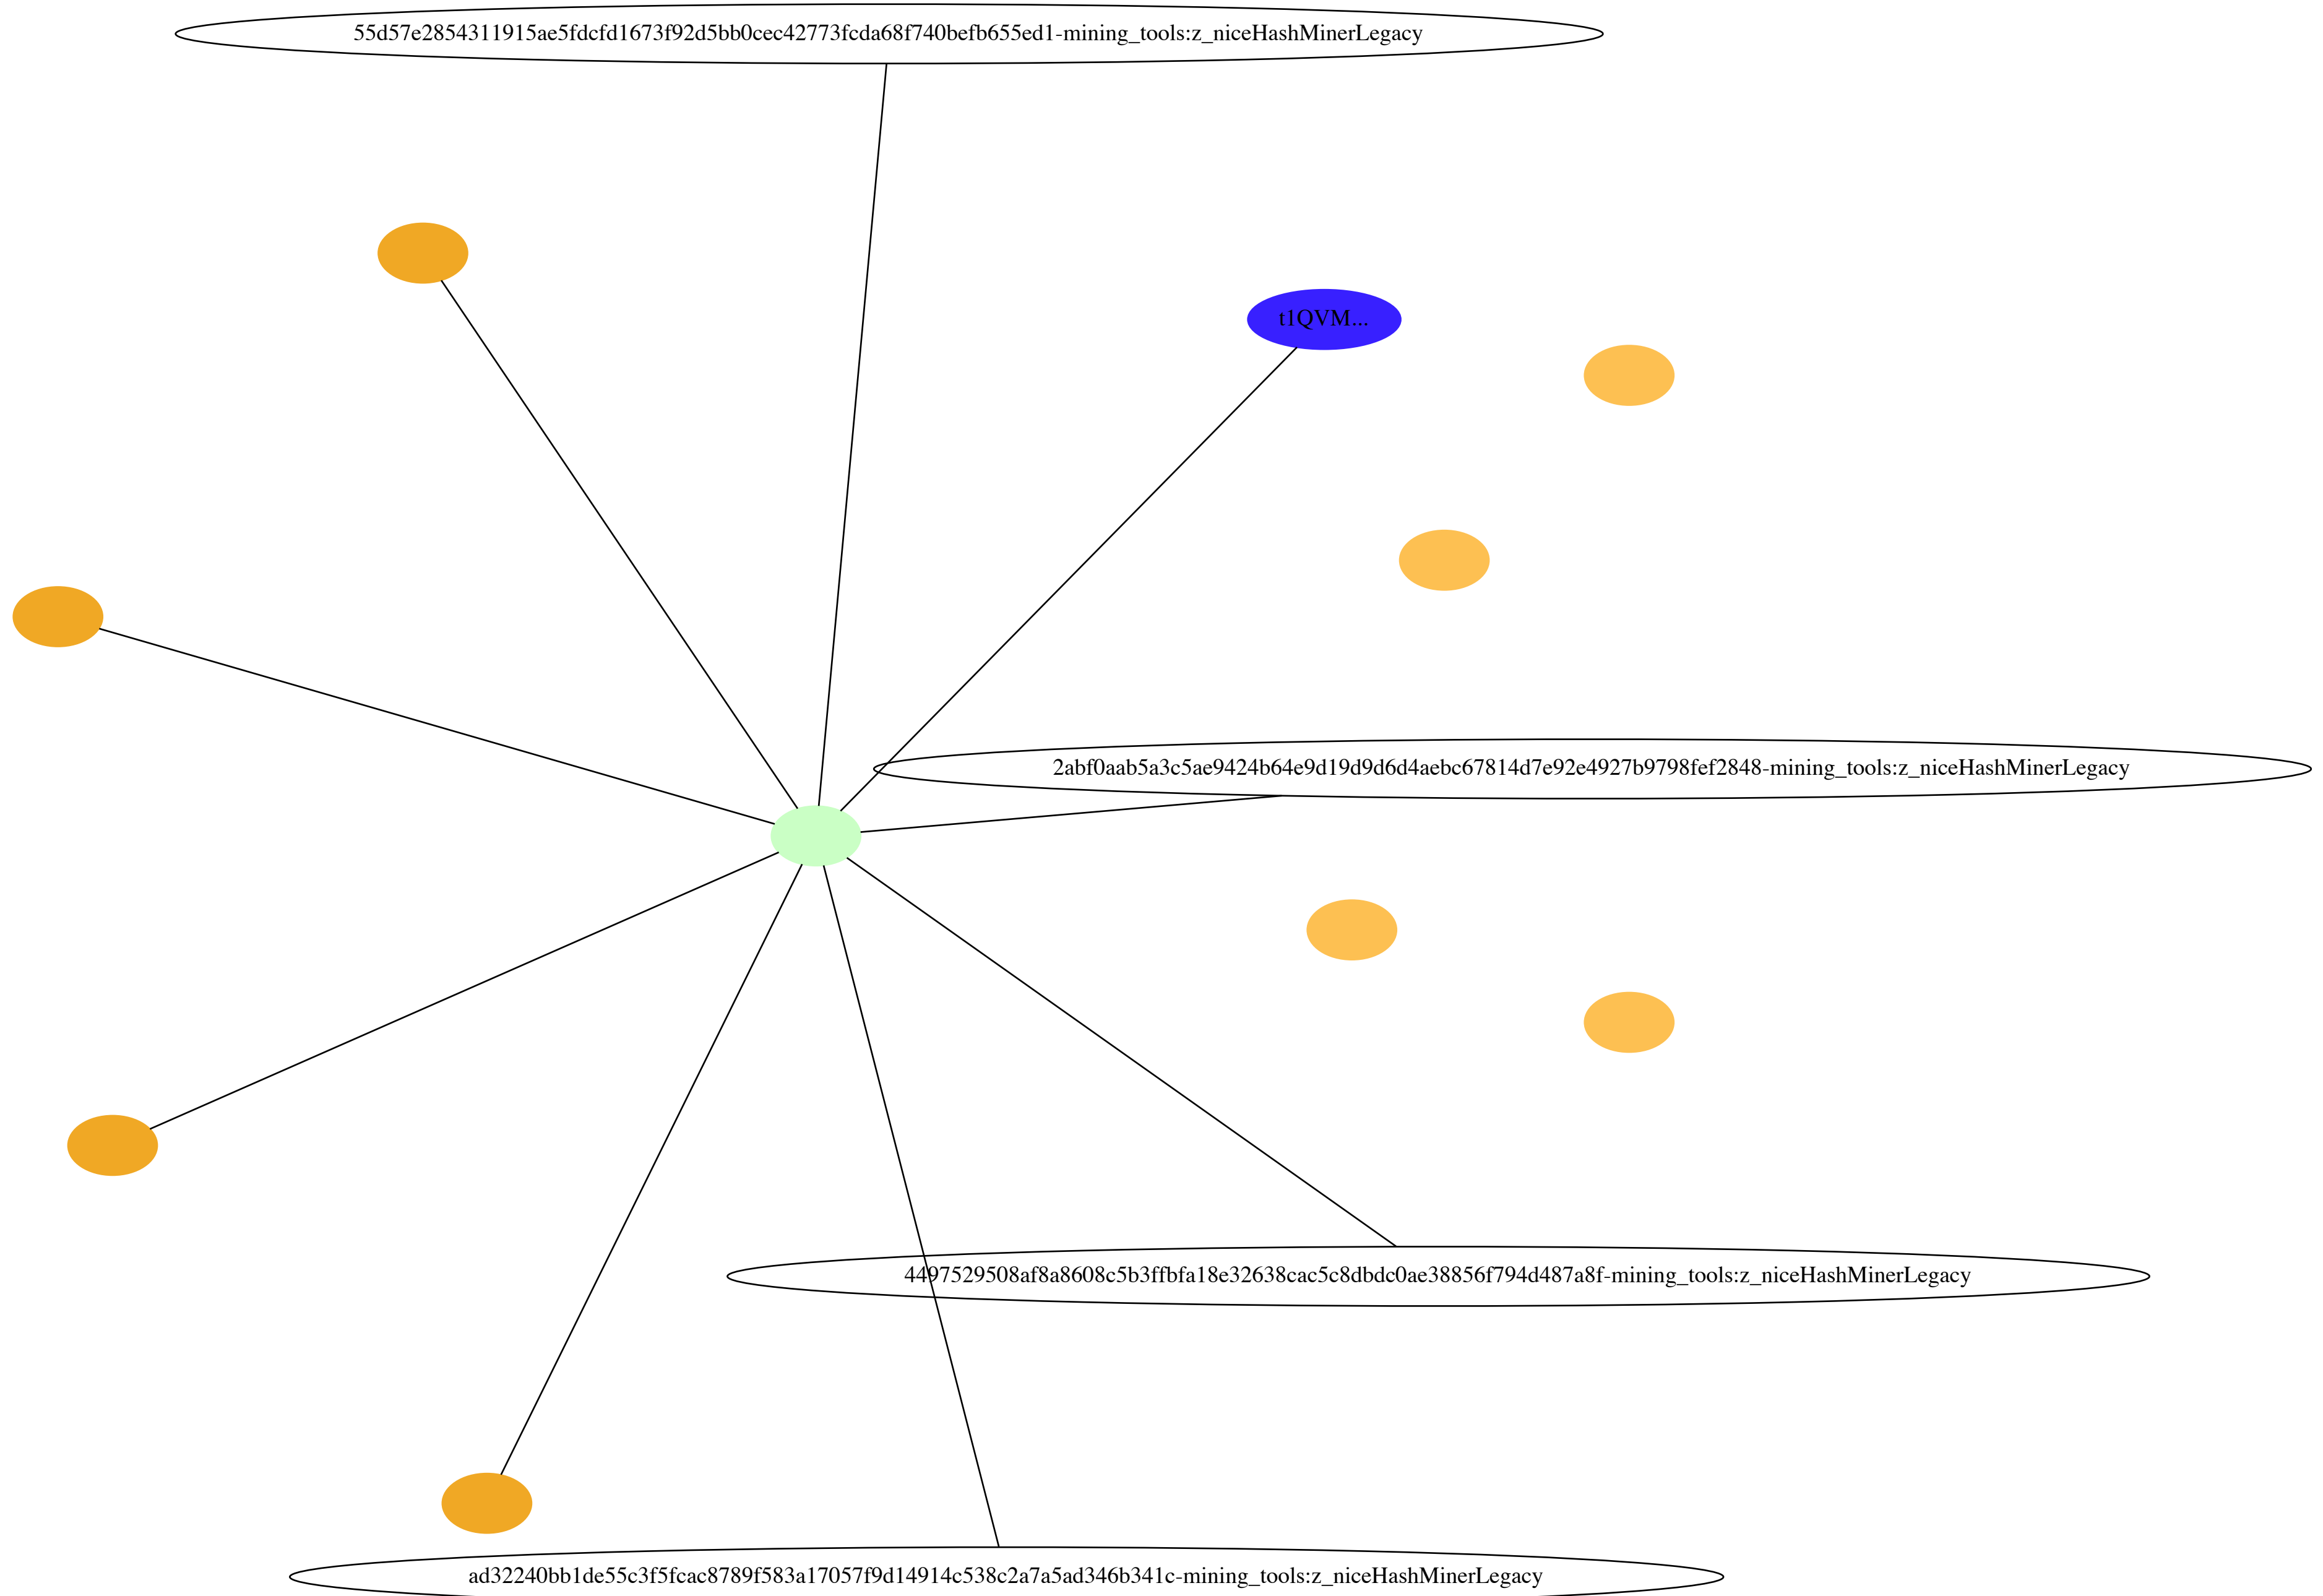 55d57e2854311915ae5fdcfd1673f92d5bb0cec42773fcda68f740befb655ed1-mining_tools:z_niceHashMinerLegacy
t1QVM...
2abf0aab5a3c5ae9424b64e9d19d9d6d4aebc67814d7e92e4927b9798fef2848-mining_tools:z_niceHashMinerLegacy
4497529508af8a8608c5b3ffbfa18e32638cac5c8dbdc0ae38856f794d487a8f-mining_tools:z_niceHashMinerLegacy
ad32240bb1de55c3f5fcac8789f583a17057f9d14914c538c2a7a5ad346b341c-mining_tools:z_niceHashMinerLegacy